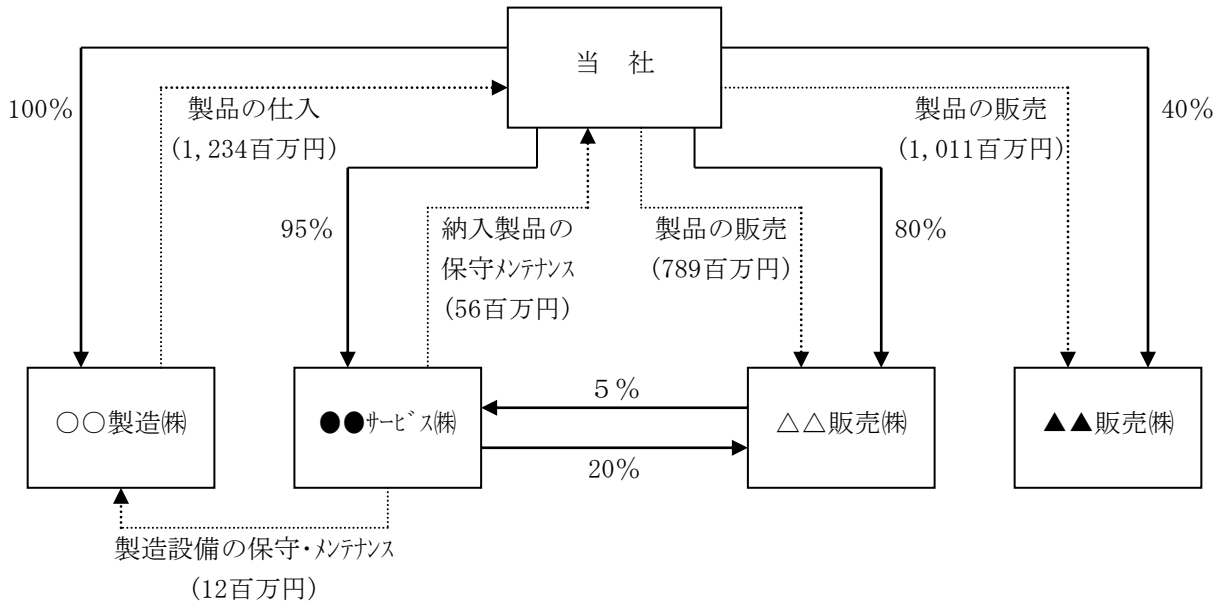 当 社
100%
製品の仕入
(1,234百万円)
製品の販売
(1,011百万円)
40%
95%
納入製品の
保守メンテナンス
(56百万円)
製品の販売
(789百万円)
80%
○○製造㈱
●●サービス㈱
5%
20%
△△販売㈱
▲▲販売㈱
製造設備の保守・メンテナンス
(12百万円)